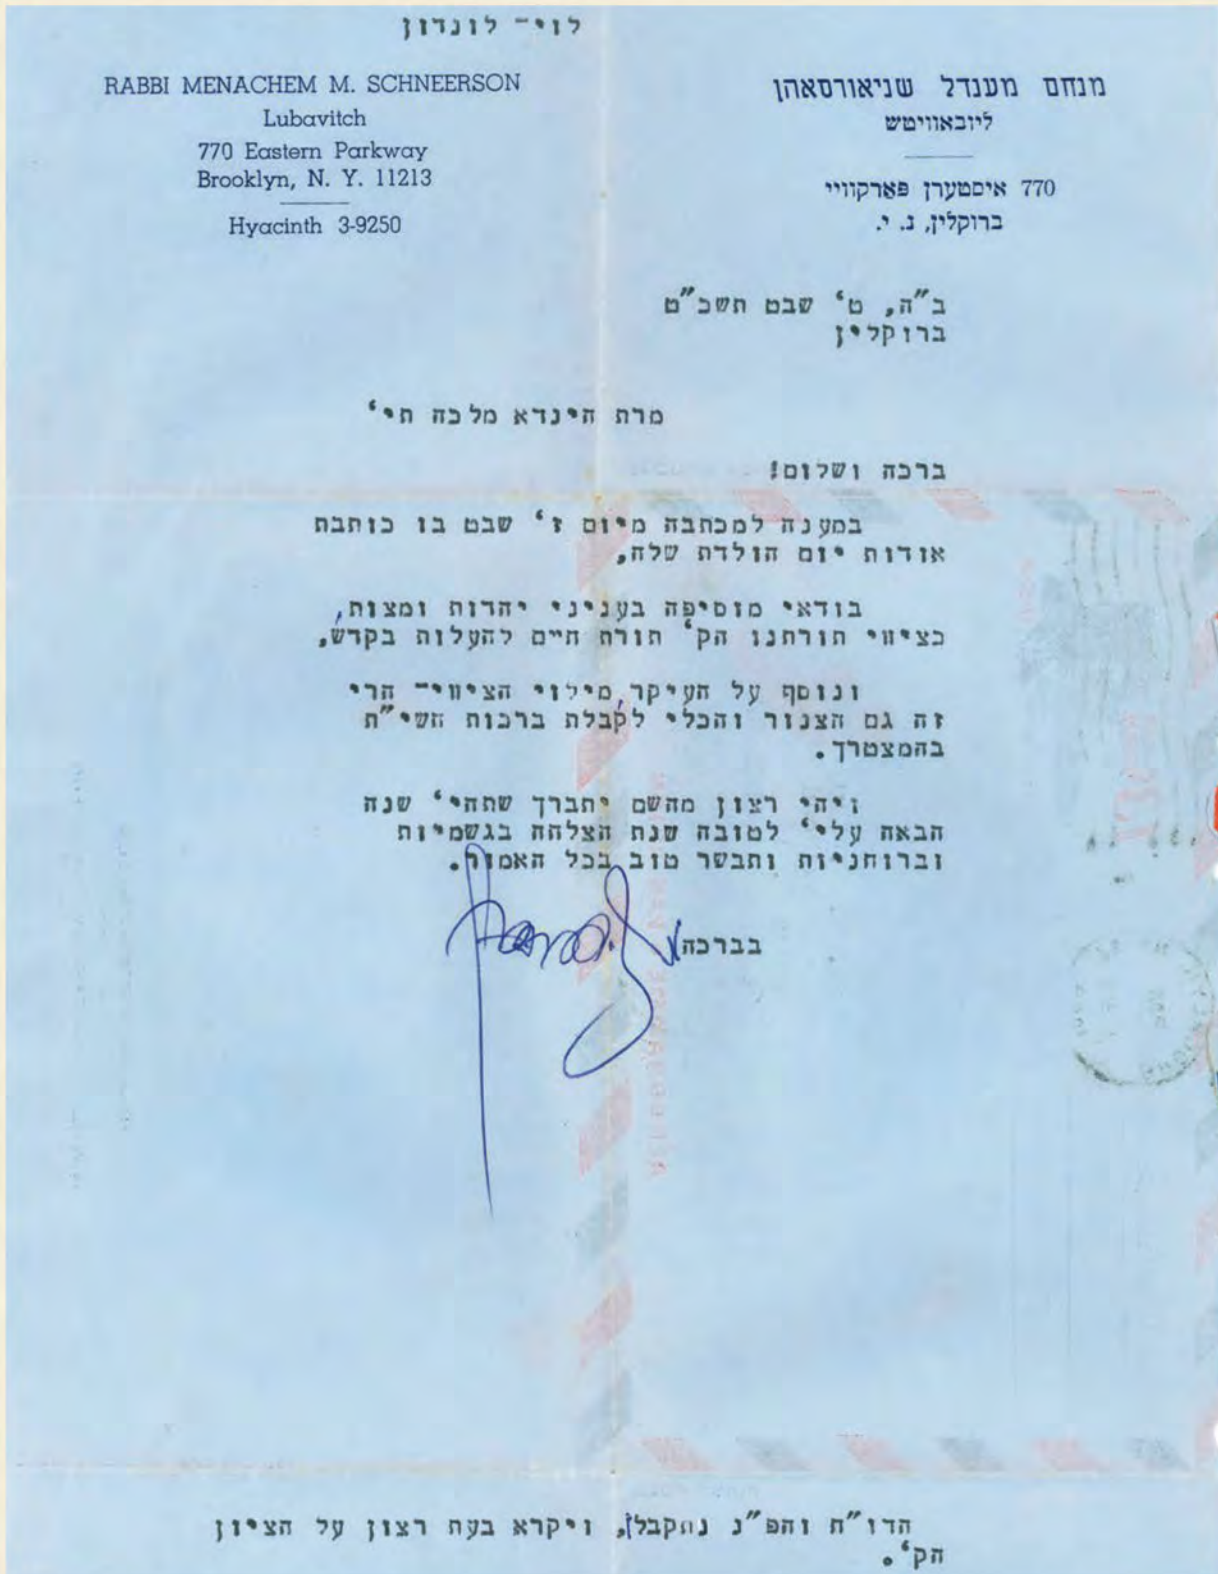 לוי- לונדון
RABBI MENACHEM M. SCHNEERSON
Lubavitch
770 Eastern Parkway
Brooklyn, N. Y. 11213
Hyacinth 3-9250
מנחם מענדל שניאורסאהן
ליובאוויטש
770 איסטערן פארקוויי
ברוקלין, נ. י.
ב"ה, ט' שבט תשכ"ט
ברוקלין
מרת הינדא מלכה תי'
ברכה ושלום!
במענה למכתבה מיום ז' שבט בו כותבת
אודות יום הולדת שלה,
בודאי מוסיפה בעניני יהדות ומצות,
כציווי תורתנו הק' תורת חיים להעלות בקדש,
ונוסף על העיקר, מילוי הציווי- הרי
זה גם הצנור והכלי לקבלת ברכות השי"ת
בהמצטרך.
ויהי רצון מהשם יתברך שתהי' שנה
הבאה עלי' לטובה שנת הצלחה בגשמיות
וברוחניות ותבשר טוב בכל האמור.
בברכה
הדו"ח והפ"נ נתקבלו, ויקרא בעת רצון על הציון
הק'.